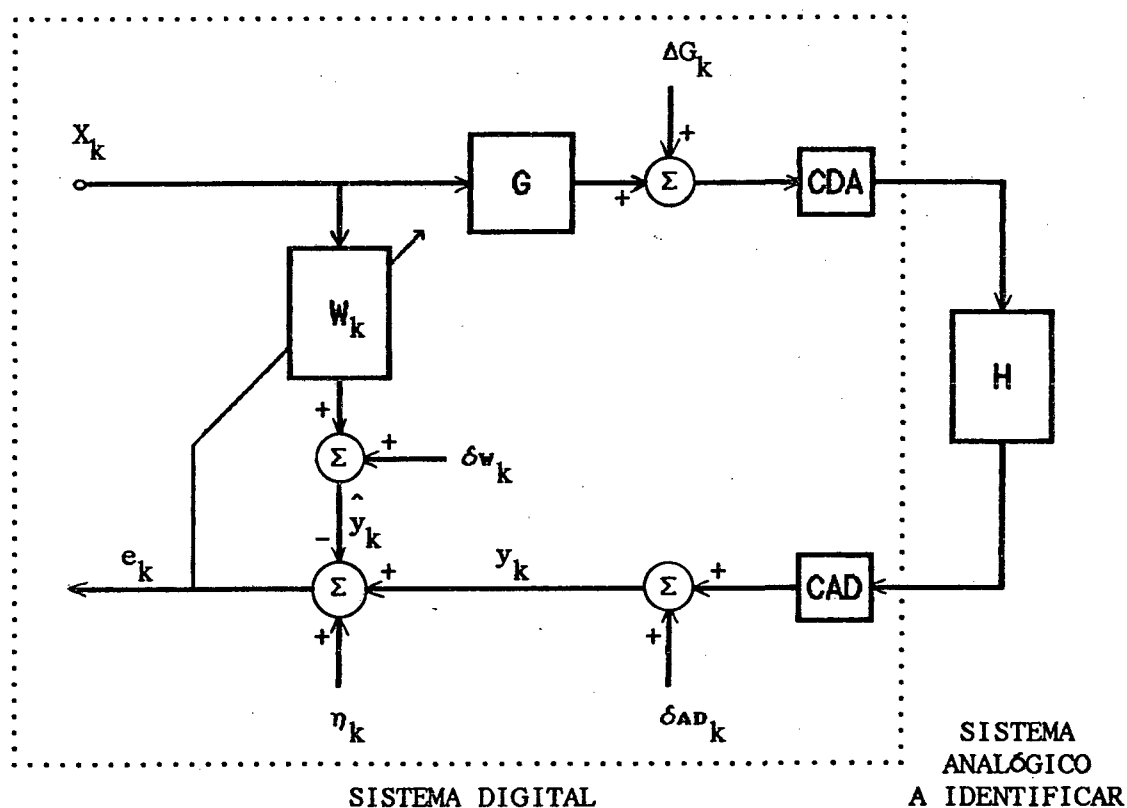 ΔG_k
X_k
+
G
+
Σ
CDA
W_k
H
+
Σ
+
δw_k
ŷ_k
-
e_k
Σ
+
y_k
Σ
+
CAD
+
+
η_k
δAD_k
SISTEMA
ANALÓGICO
A IDENTIFICAR
SISTEMA DIGITAL